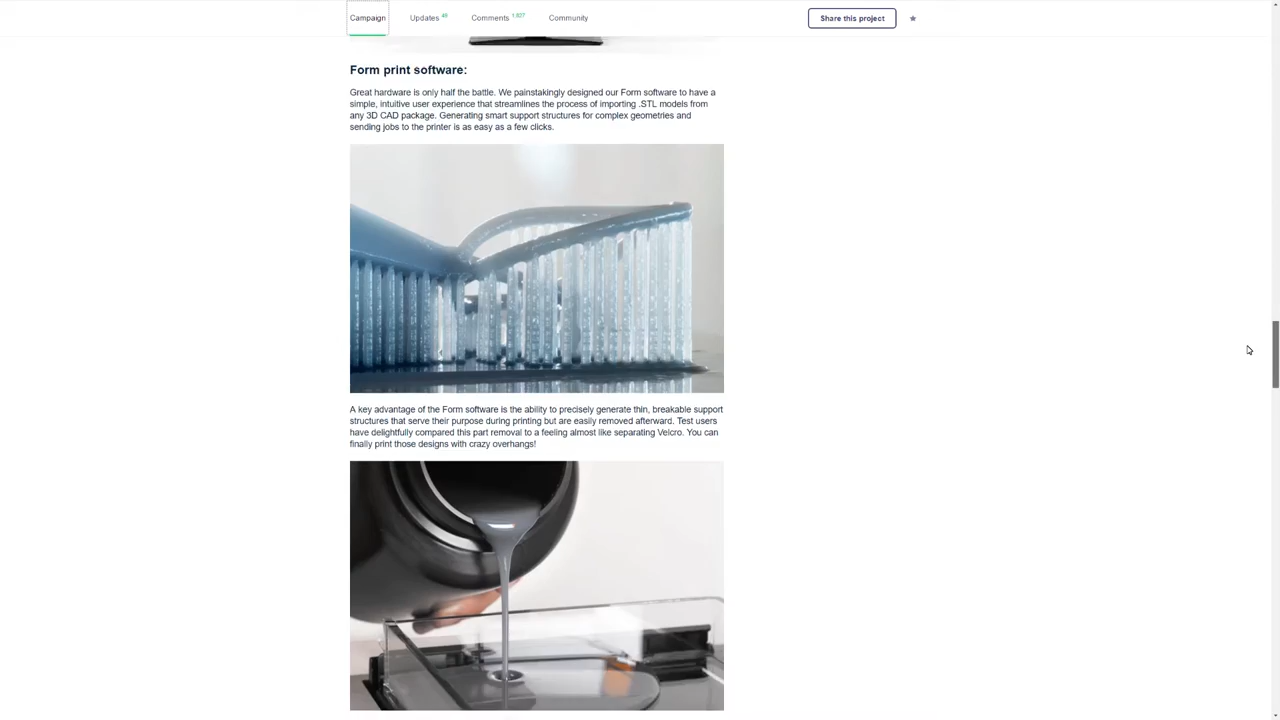 Campaign Updates 49 Comments 1,827 Community Share this project
Form print software:
Great hardware is only half the battle. We painstakingly designed our Form software to have a
simple, intuitive user experience that streamlines the process of importing .STL models from
any 3D CAD package. Generating smart support structures for complex geometries and
sending jobs to the printer is as easy as a few clicks.
A key advantage of the Form software is the ability to precisely generate thin, breakable support
structures that serve their purpose during printing but are easily removed afterward. Test users
have delightfully compared this part removal to a feeling almost like separating Velcro. You can
finally print those designs with crazy overhangs!